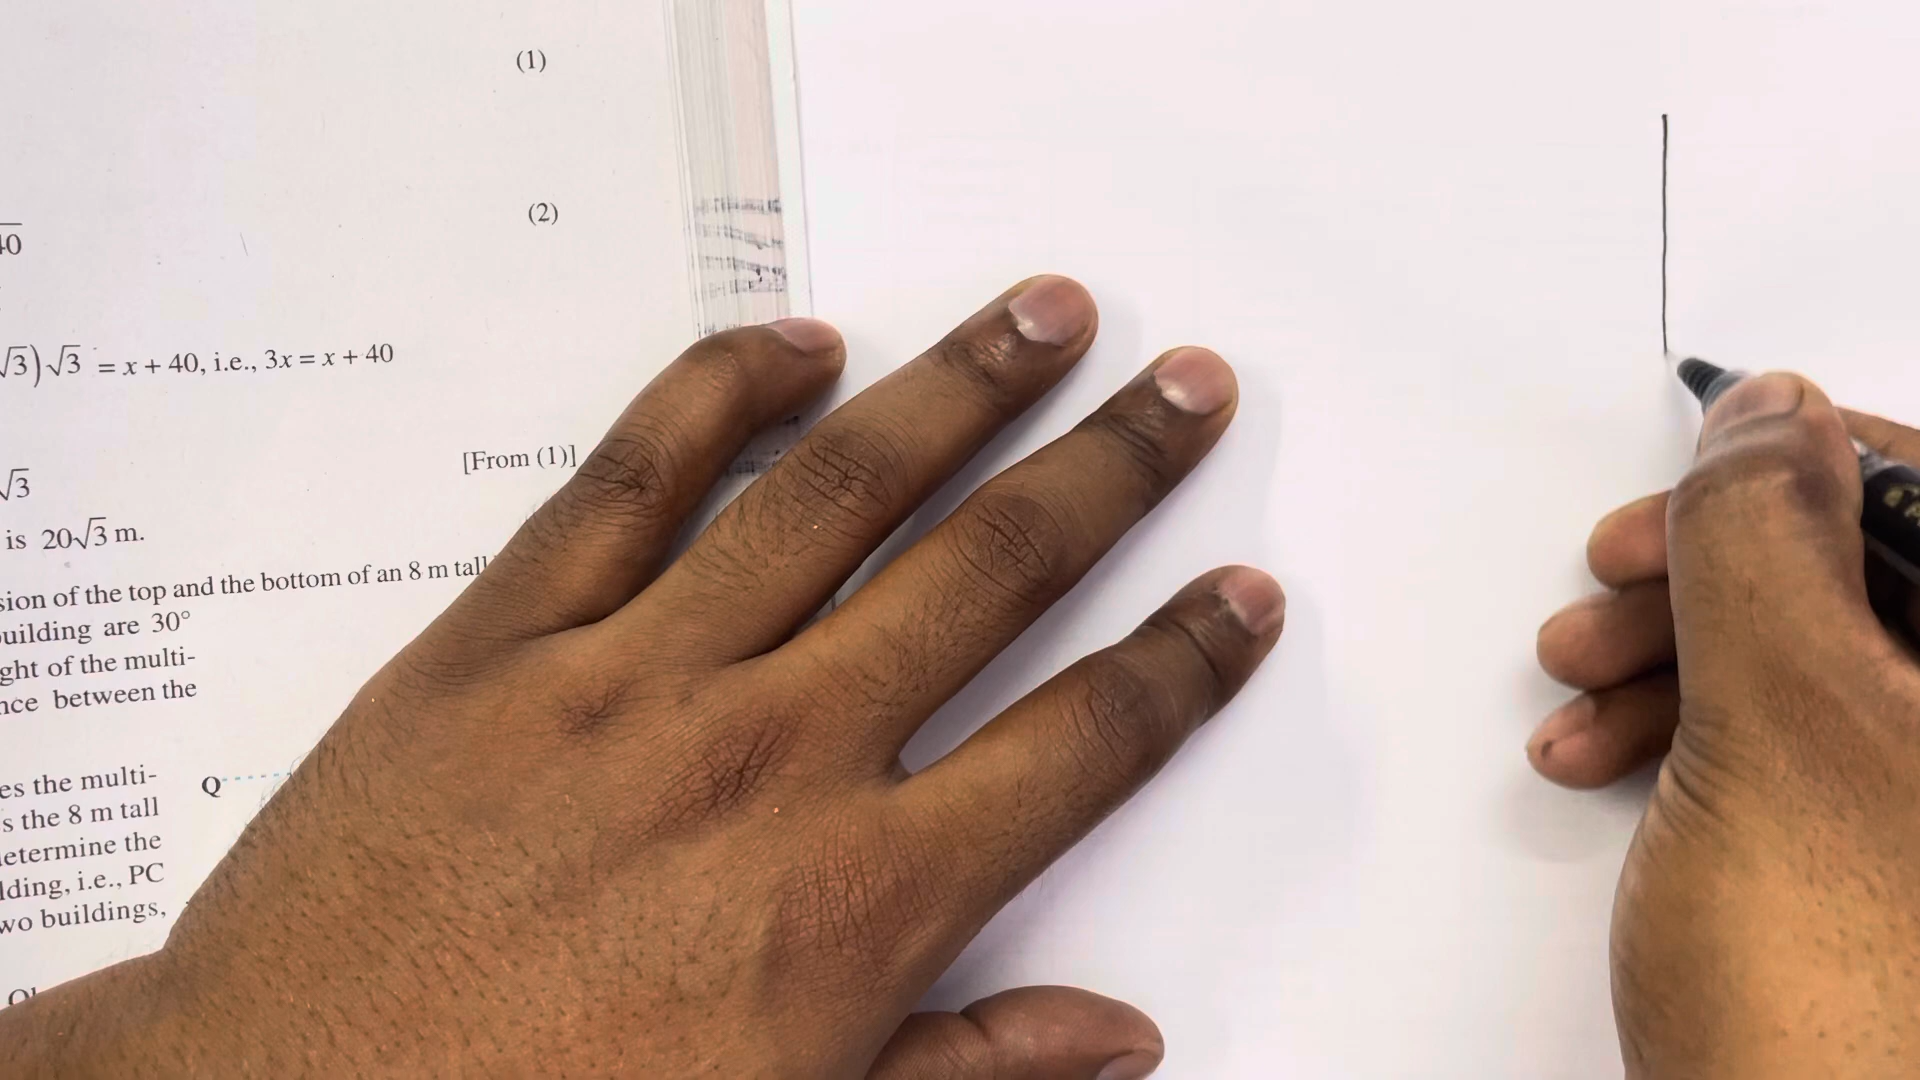 (1)
(2)
40
√3)√3 = x + 40, i.e., 3x = x + 40
[From (1)]
√3
is 20√3 m.
sion of the top and the bottom of an 8 m tall
uilding are 30°
ght of the multi-
nce between the
es the multi-
Q
s the 8 m tall
etermine the
lding, i.e., PC
wo buildings,